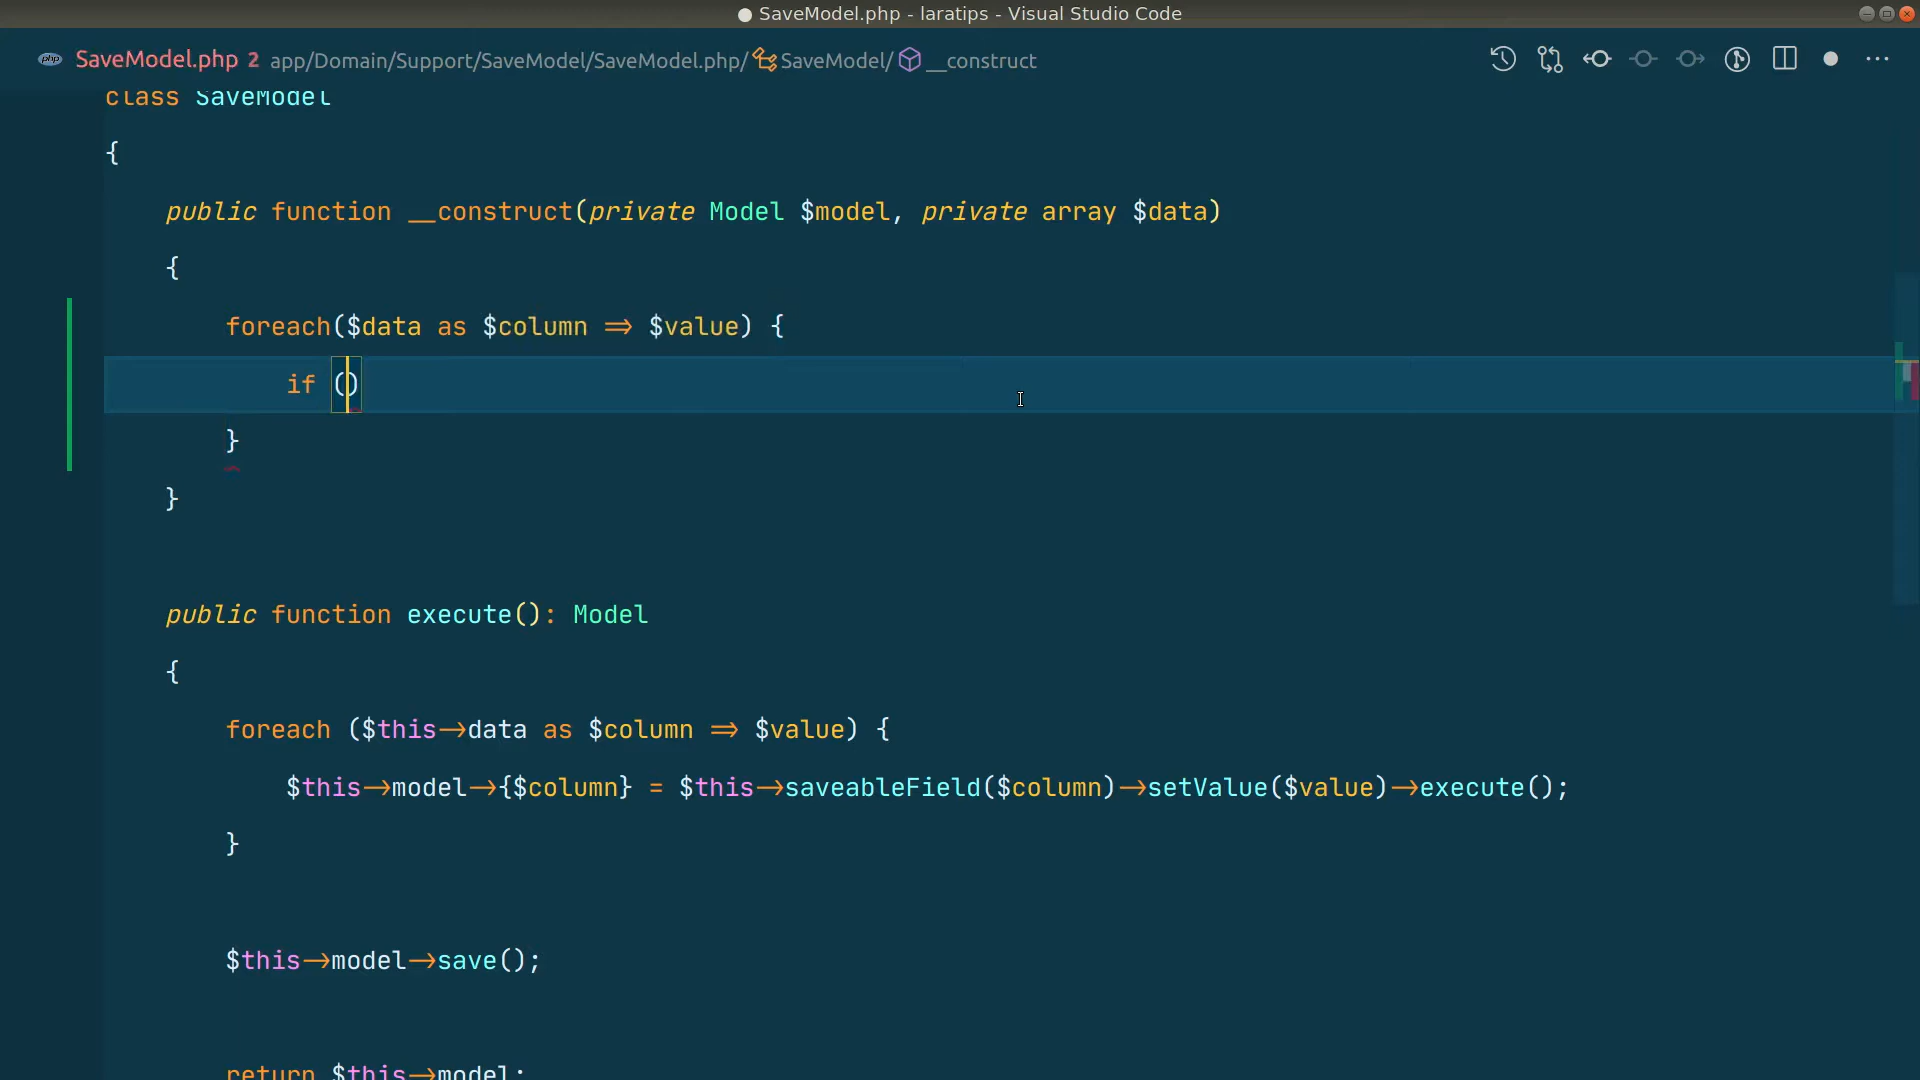 SaveModel.php - laratips - Visual Studio Code
php SaveModel.php 2 app/Domain/Support/SaveModel/SaveModel.php/ SaveModel/ __construct
class SaveModel
{
public function __construct(private Model $model, private array $data)
{
foreach($data as $column => $value) {
if ()
}
}
public function execute(): Model
{
foreach ($this->data as $column => $value) {
$this->model->{$column} = $this->saveableField($column)->setValue($value)->execute();
}
$this->model->save();
return $this->model;